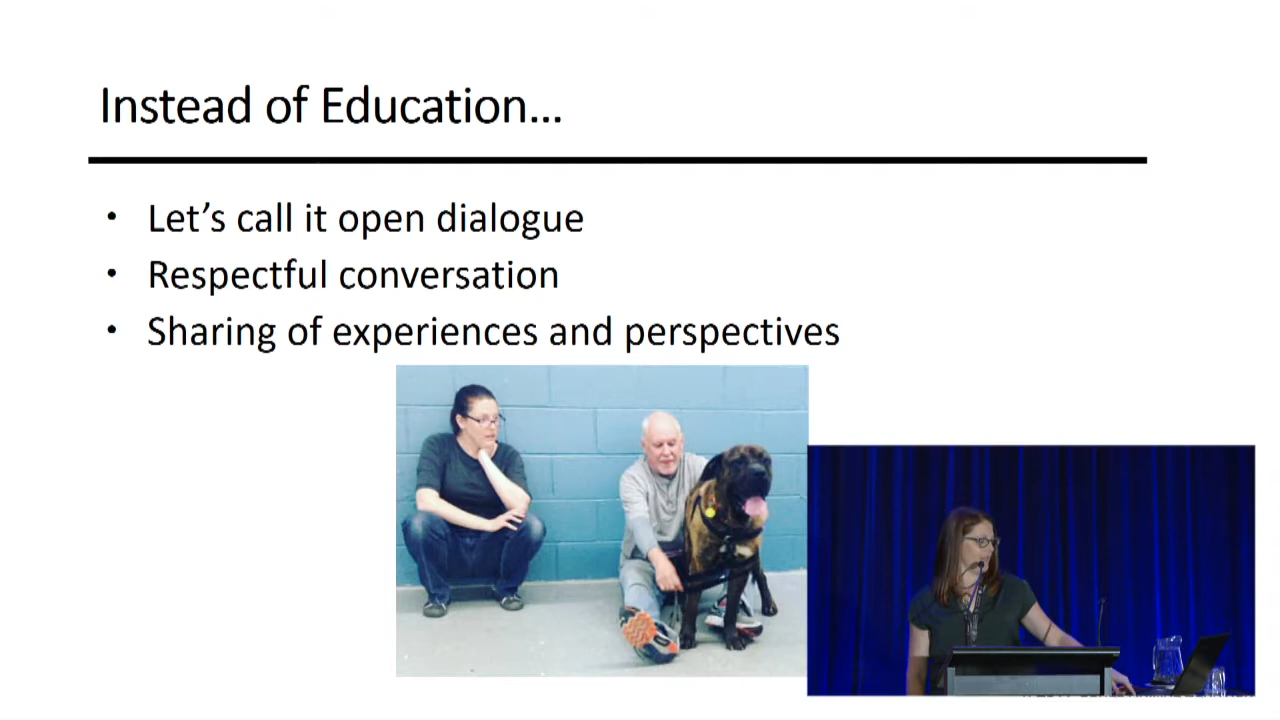 Instead of Education...
• Let's call it open dialogue
• Respectful conversation
• Sharing of experiences and perspectives